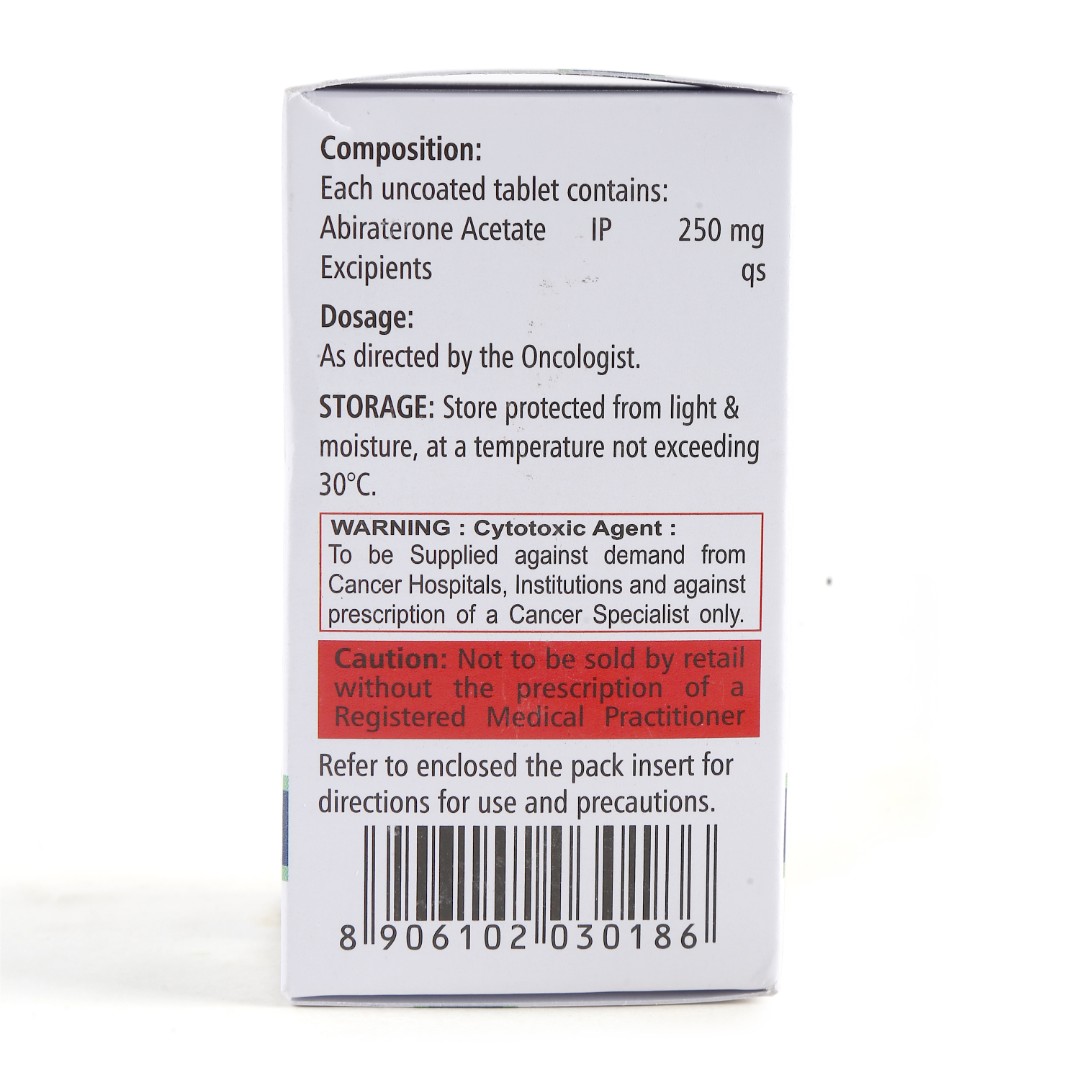 Composition:
Each uncoated tablet contains:
Abiraterone Acetate IP 250 mg
Excipients qs
Dosage:
As directed by the Oncologist.
STORAGE: Store protected from light &
moisture, at a temperature not exceeding
30°C.
WARNING : Cytotoxic Agent :
To be Supplied against demand from
Cancer Hospitals, Institutions and against
prescription of a Cancer Specialist only.
Caution: Not to be sold by retail
without the prescription of a
Registered Medical Practitioner
Refer to enclosed the pack insert for
directions for use and precautions.
8 906102 030186